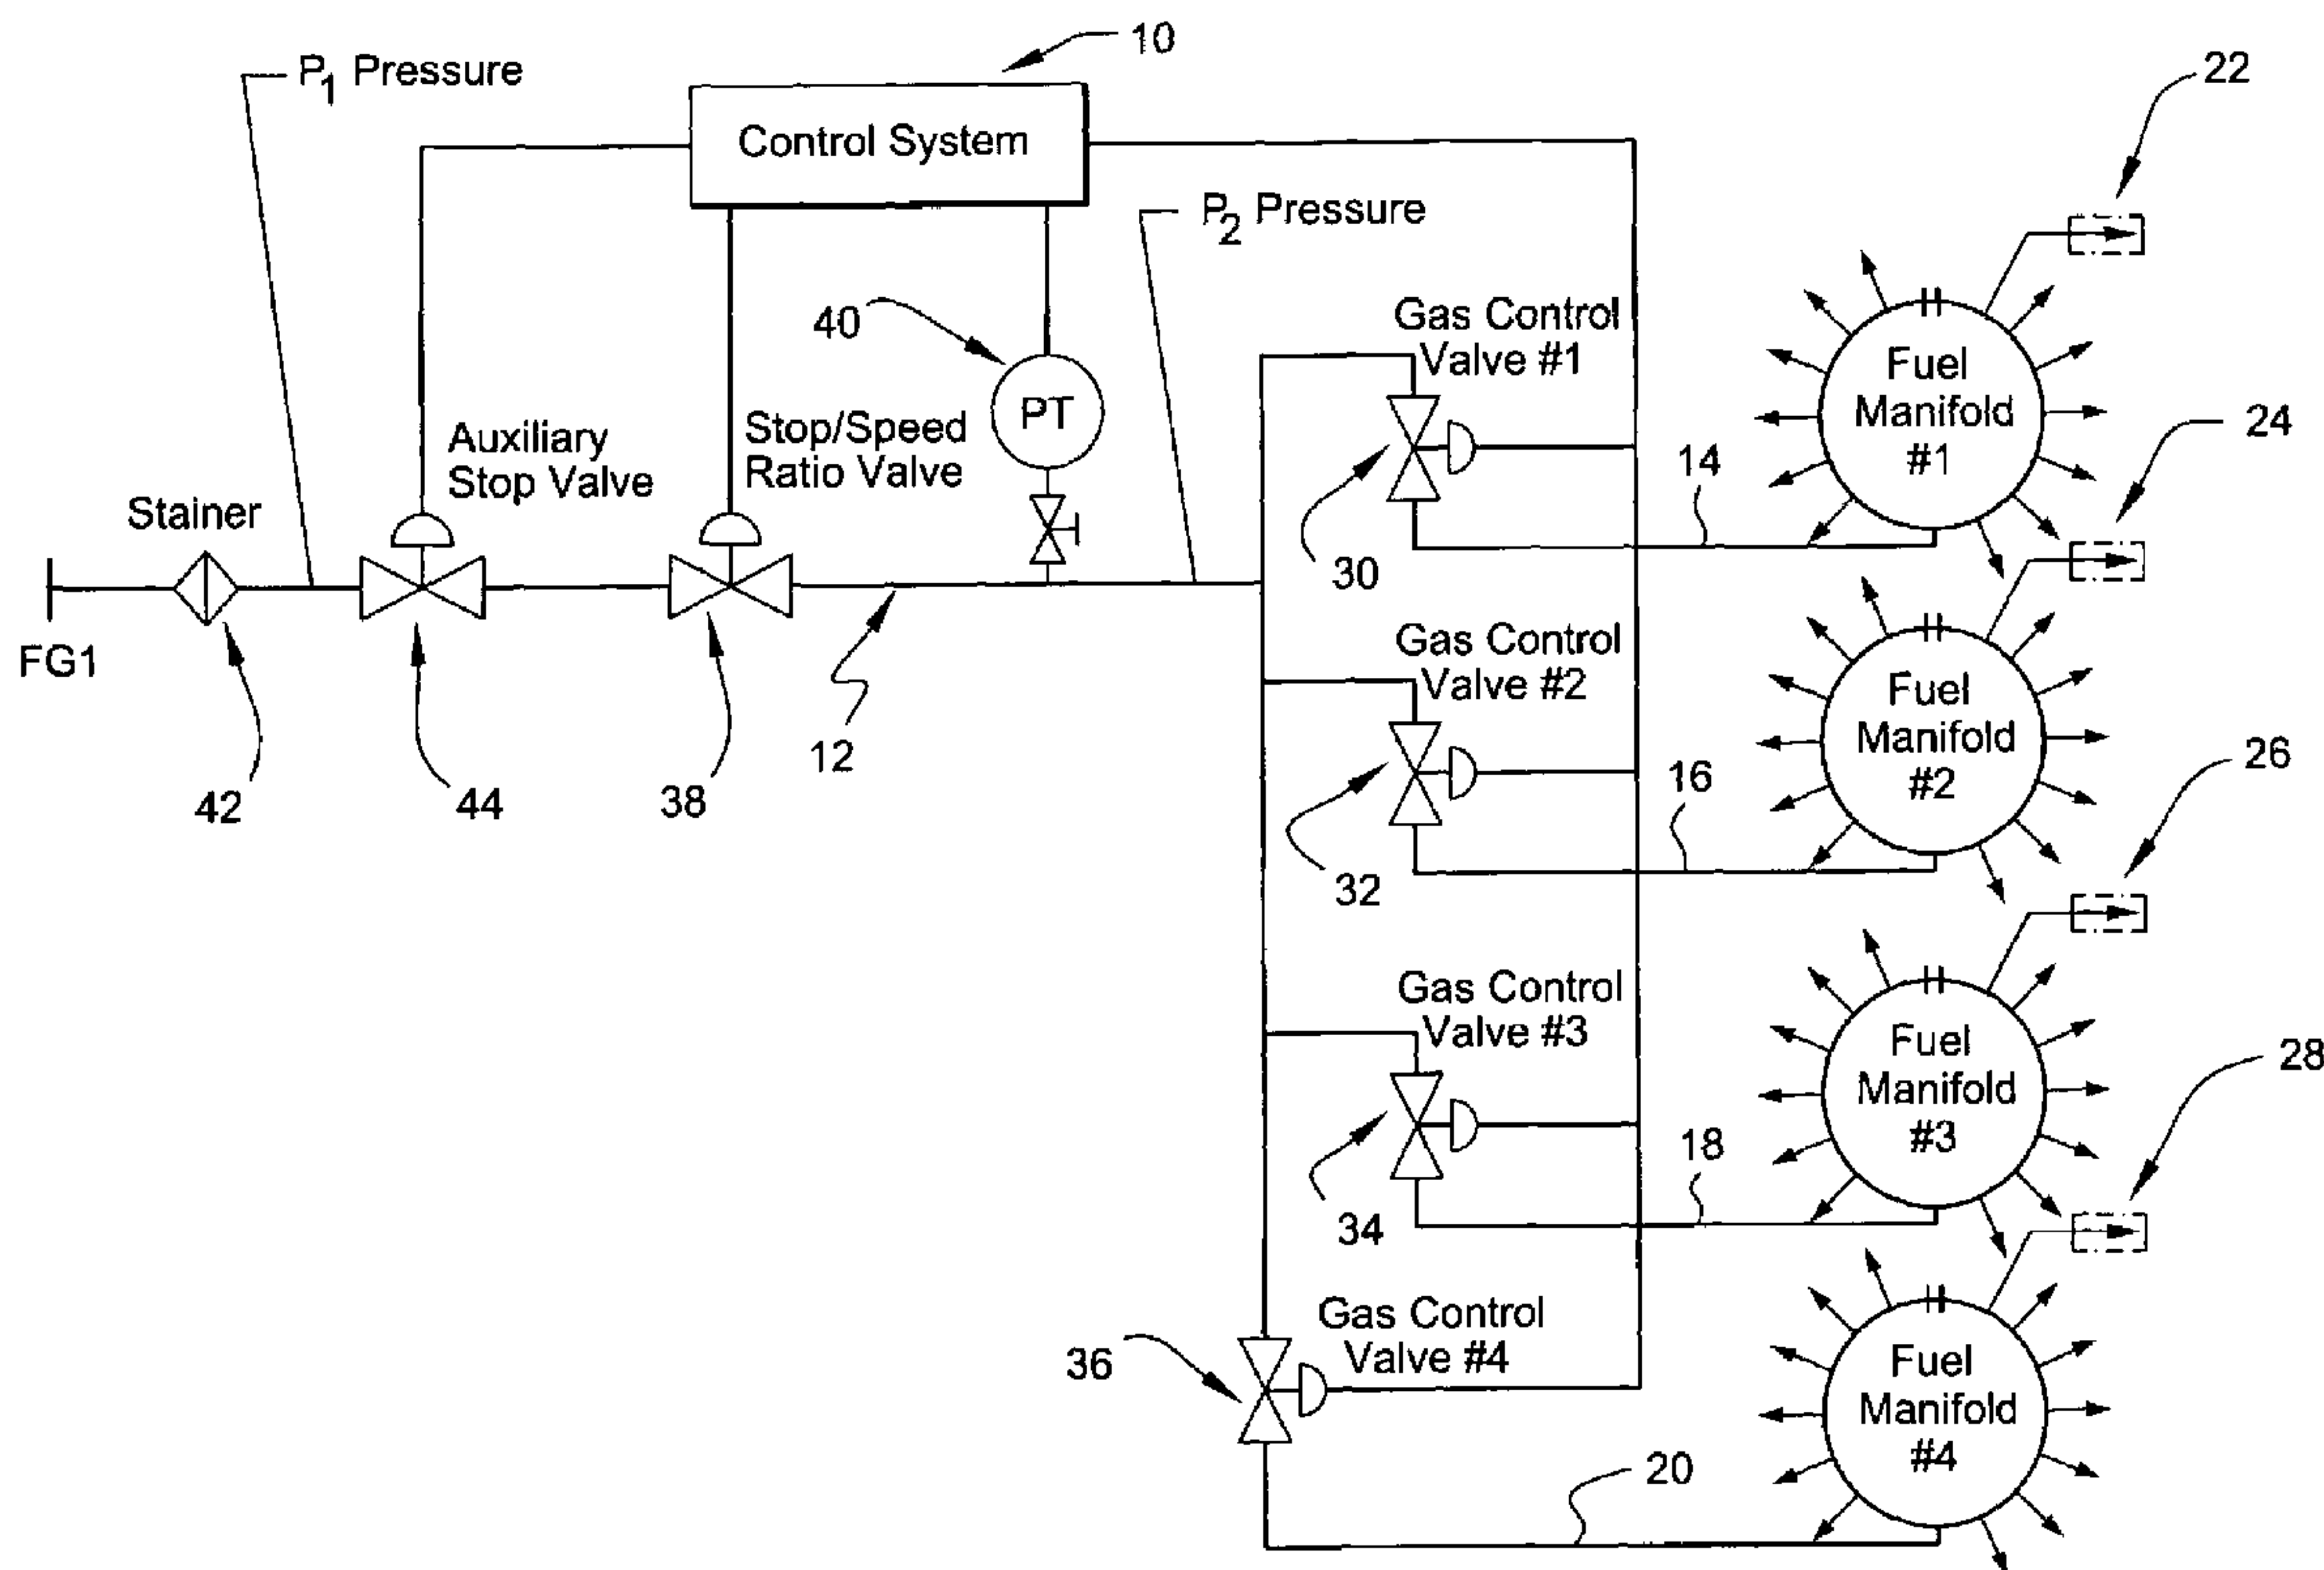 10
P1 Pressure
22
Control System
P2 Pressure
40
Gas Control
Valve #1
Fuel
Manifold
#1
24
PT
Auxiliary
Stop Valve
Stop/Speed
Ratio Valve
14
Stainer
30
FG1
12
42
44
38
Gas Control
Valve #2
Fuel
Manifold
#2
26
16
32
Gas Control
Valve #3
Fuel
Manifold
#3
28
18
34
Gas Control
Valve #4
36
Fuel
Manifold
#4
20